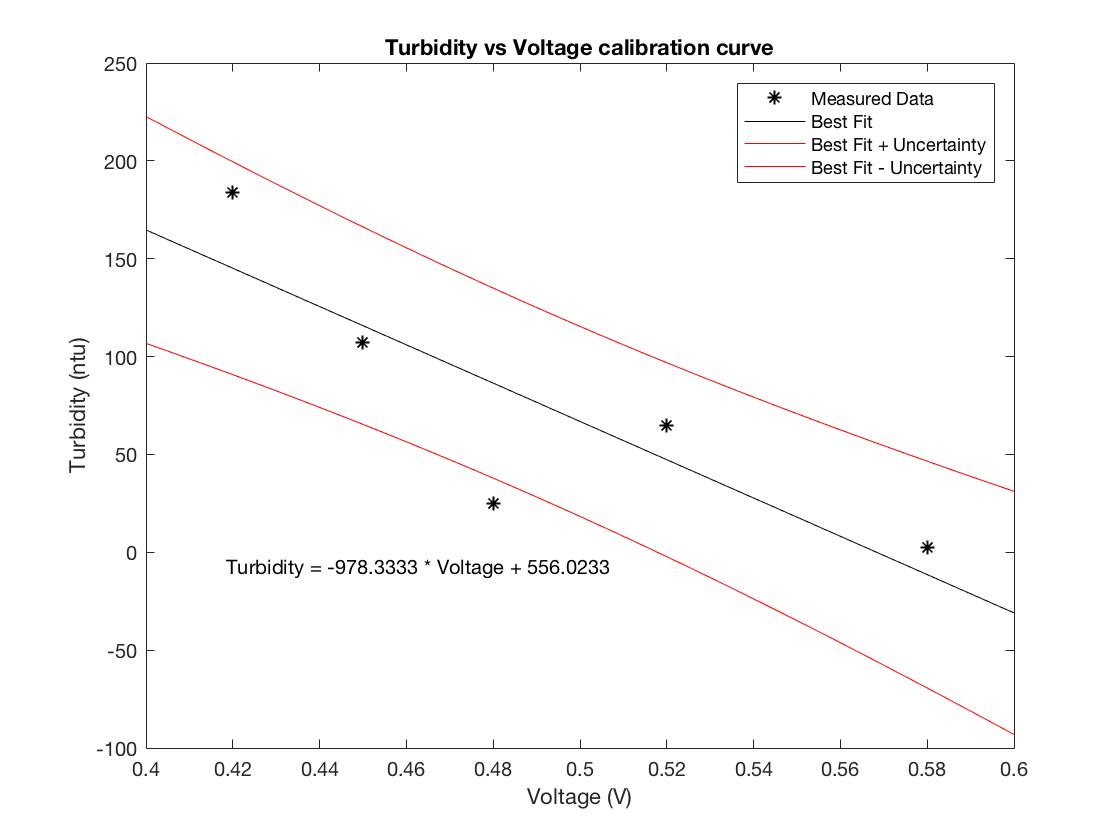 Turbidity vs Voltage calibration curve
250
200
150
100
50
0
-50
-100
Turbidity (ntu)
Measured Data
Best Fit
Best Fit + Uncertainty
Best Fit - Uncertainty
Turbidity = -978.3333 * Voltage + 556.0233
0.4 0.42 0.44 0.46 0.48 0.5 0.52 0.54 0.56 0.58 0.6
Voltage (V)